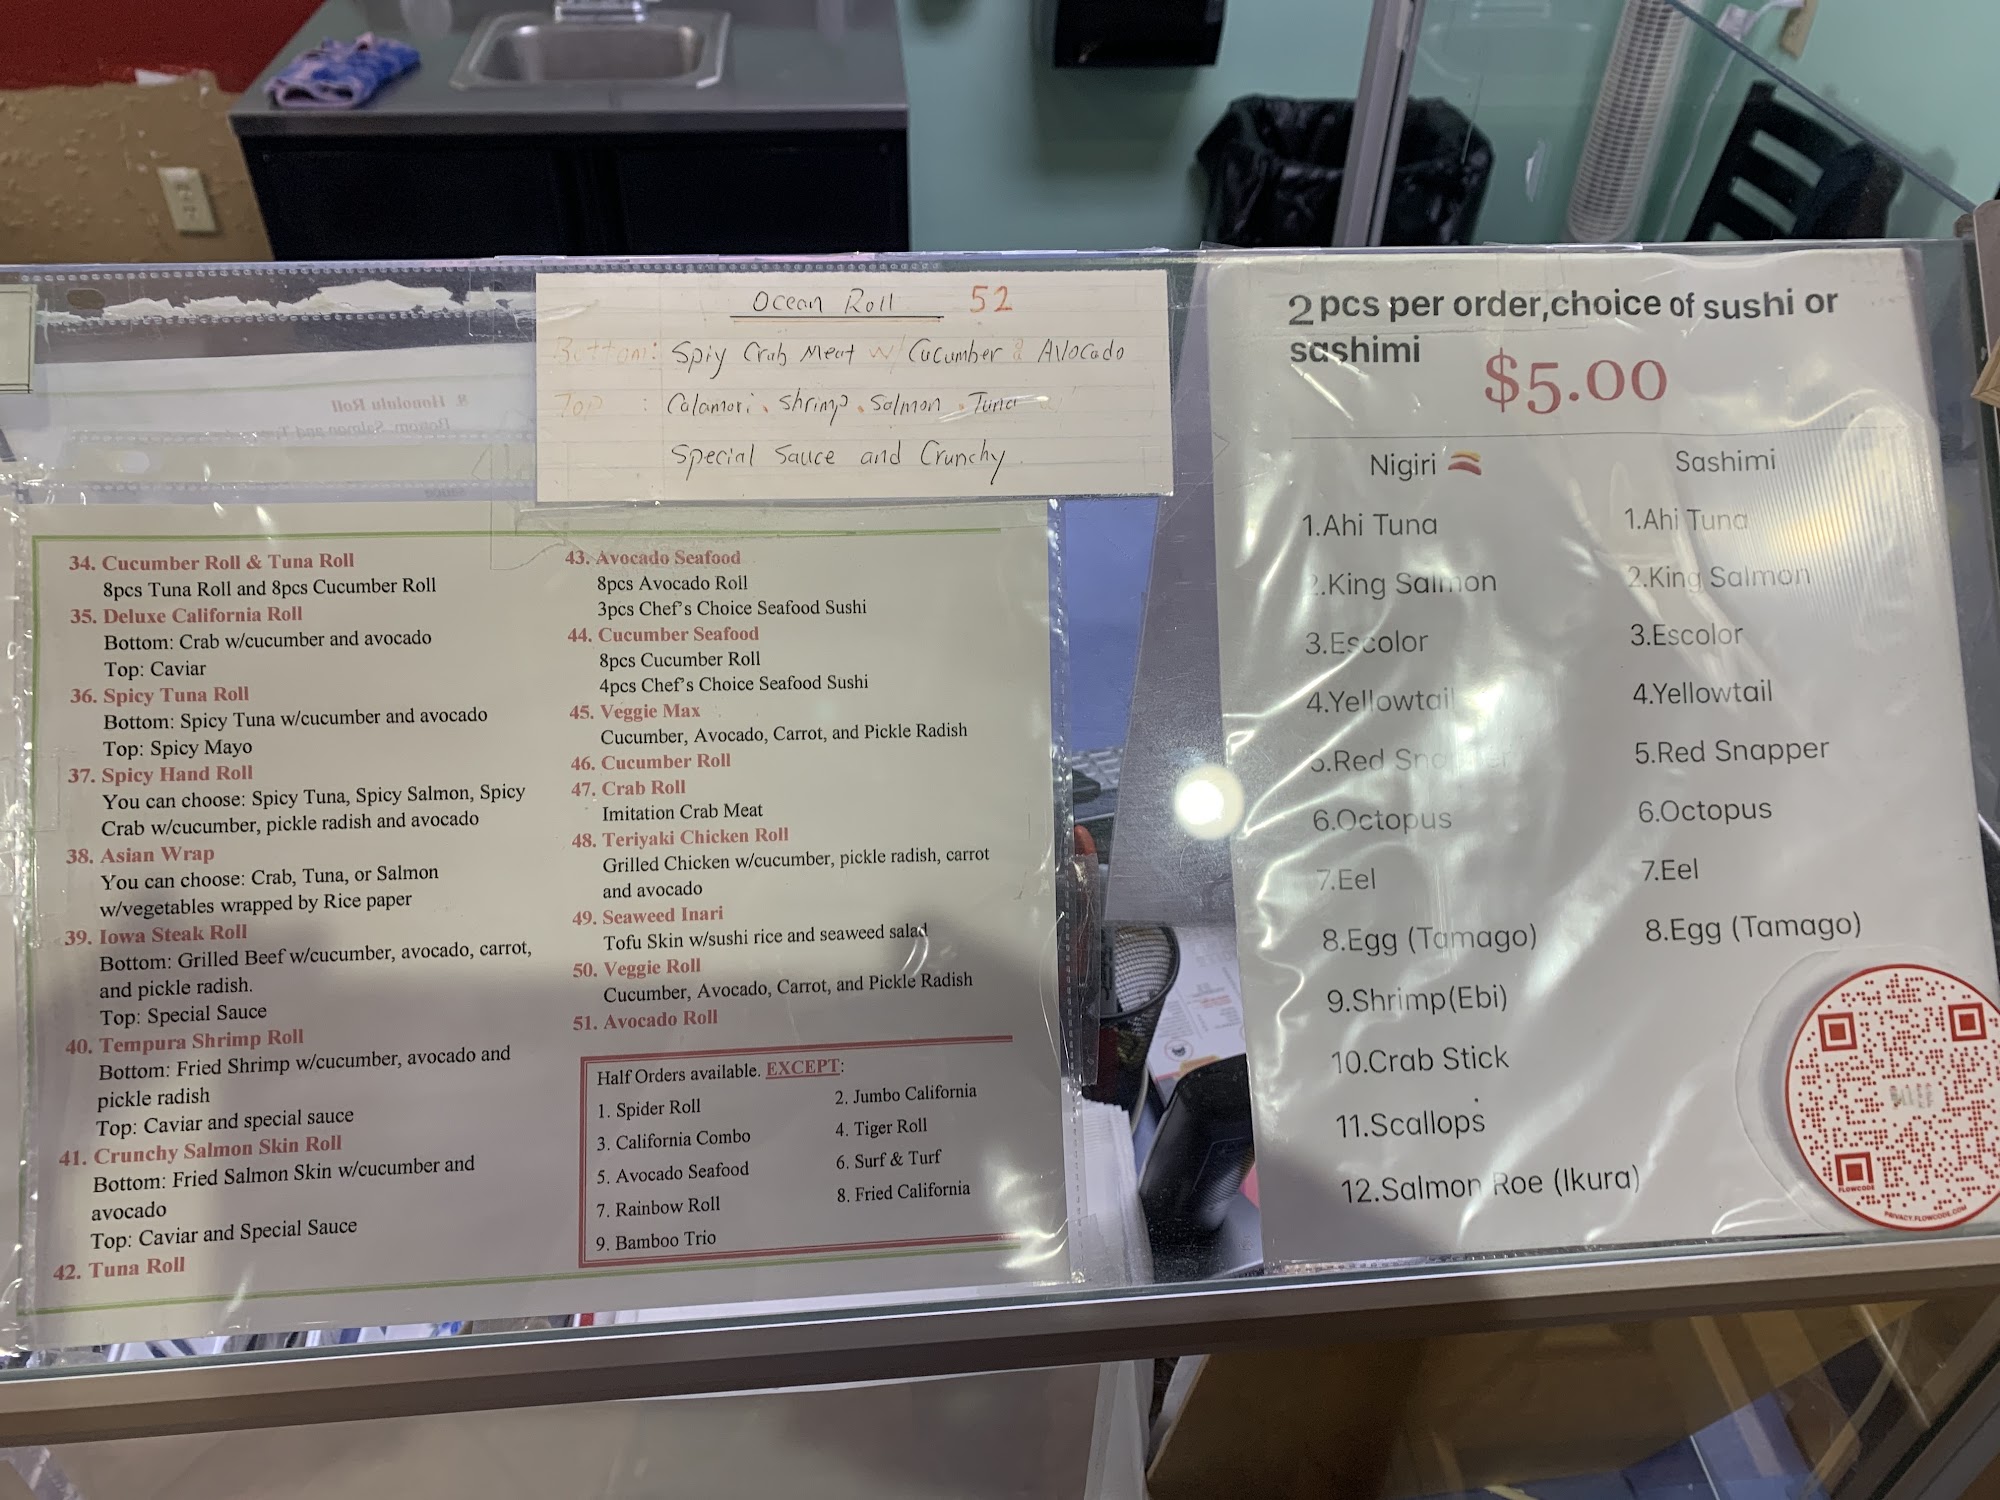 Ocean Roll 52
Bottom: Spiy Crab Meat w/ Cucumber & Avocado
Top : Calamari. Shrimp. Salmon. Tuna w/
Special Sauce and Crunchy
8. Honolulu Roll
Bottom: Salmon and
34. Cucumber Roll & Tuna Roll
8pcs Tuna Roll and 8pcs Cucumber Roll
35. Deluxe California Roll
Bottom: Crab w/cucumber and avocado
Top: Caviar
36. Spicy Tuna Roll
Bottom: Spicy Tuna w/cucumber and avocado
Top: Spicy Mayo
37. Spicy Hand Roll
You can choose: Spicy Tuna, Spicy Salmon, Spicy
Crab w/cucumber, pickle radish and avocado
38. Asian Wrap
You can choose: Crab, Tuna, or Salmon
w/vegetables wrapped by Rice paper
39. Iowa Steak Roll
Bottom: Grilled Beef w/cucumber, avocado, carrot,
and pickle radish.
Top: Special Sauce
40. Tempura Shrimp Roll
Bottom: Fried Shrimp w/cucumber, avocado and
pickle radish
Top: Caviar and special sauce
41. Crunchy Salmon Skin Roll
Bottom: Fried Salmon Skin w/cucumber and
avocado
Top: Caviar and Special Sauce
42. Tuna Roll
43. Avocado Seafood
8pcs Avocado Roll
3pcs Chef's Choice Seafood Sushi
44. Cucumber Seafood
8pcs Cucumber Roll
4pcs Chef's Choice Seafood Sushi
45. Veggie Max
Cucumber, Avocado, Carrot, and Pickle Radish
46. Cucumber Roll
47. Crab Roll
Imitation Crab Meat
48. Teriyaki Chicken Roll
Grilled Chicken w/cucumber, pickle radish, carrot
and avocado
49. Seaweed Inari
Tofu Skin w/sushi rice and seaweed salad
50. Veggie Roll
Cucumber, Avocado, Carrot, and Pickle Radish
51. Avocado Roll
Half Orders available. EXCEPT:
1. Spider Roll
2. Jumbo California
3. California Combo
4. Tiger Roll
5. Avocado Seafood
6. Surf & Turf
7. Rainbow Roll
8. Fried California
9. Bamboo Trio
2 pcs per order,choice of sushi or
sashimi
$5.00
Nigiri
1.Ahi Tuna
2.King Salmon
3.Escolor
4.Yellowtail
5.Red Snapper
6.Octopus
7.Eel
8.Egg (Tamago)
9.Shrimp(Ebi)
10.Crab Stick
11.Scallops
12.Salmon Roe (Ikura)
Sashimi
1.Ahi Tuna
2.King Salmon
3.Escolor
4.Yellowtail
5.Red Snapper
6.Octopus
7.Eel
8.Egg (Tamago)
FLOWCODE
PRIVACY.FLOWCODE.COM